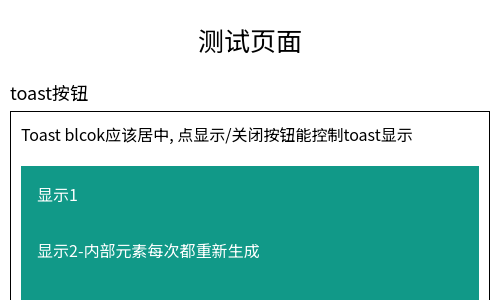 测试页面
toast按钮
Toast blcok应该居中, 点显示/关闭按钮能控制toast显示
显示1
显示2-内部元素每次都重新生成